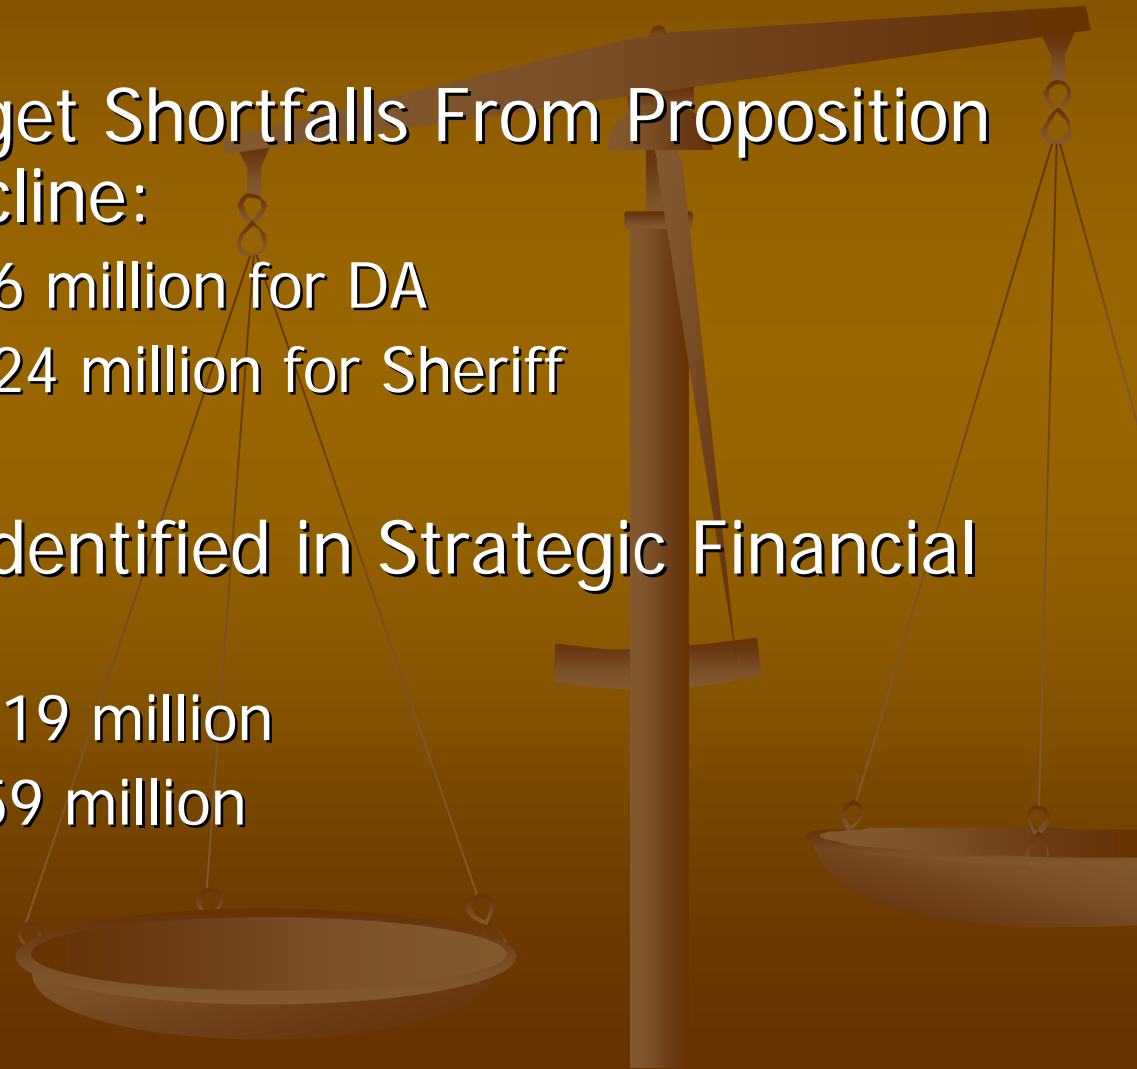 get Shortfalls From Proposition
cline:
6 million for DA
24 million for Sheriff
dentified in Strategic Financial
19 million
59 million